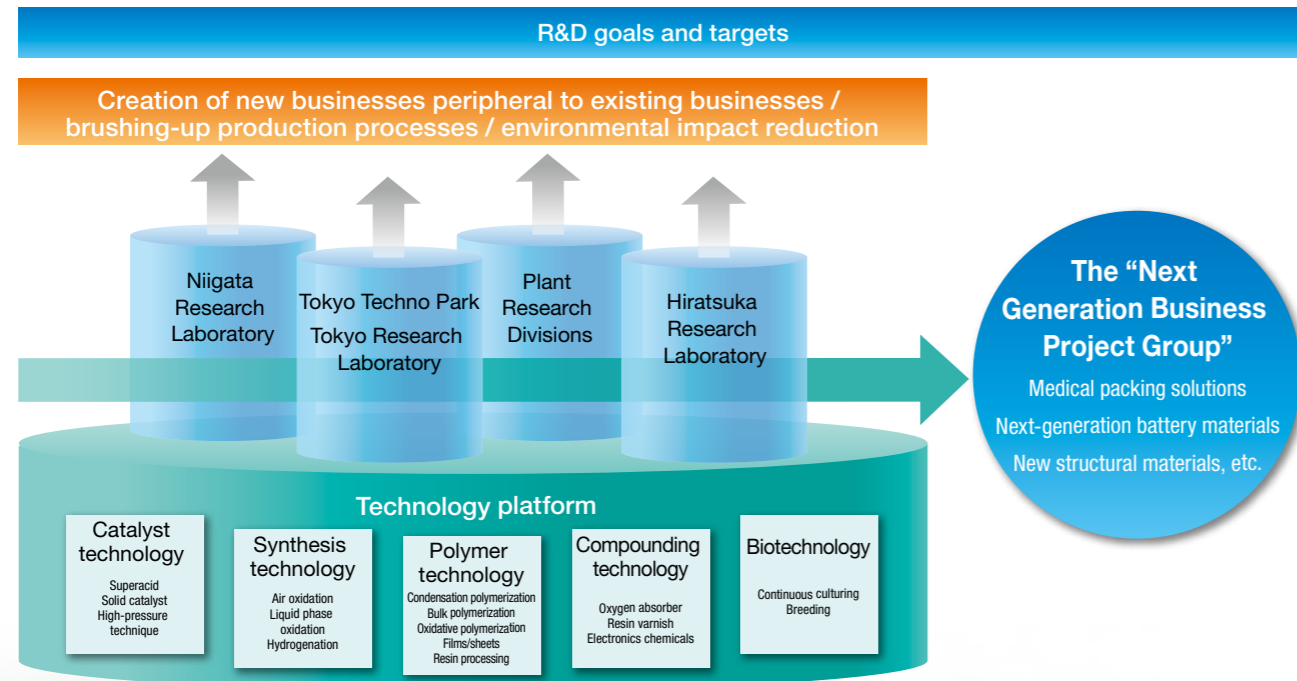 R&D goals and targets
Creation of new businesses peripheral to existing businesses /
brushing-up production processes / environmental impact reduction
Niigata
Research
Laboratory
Tokyo Techno Park
Tokyo Research
Laboratory
Plant
Research
Divisions
Hiratsuka
Research
Laboratory
The “Next
Generation Business
Project Group”
Medical packing solutions
Next-generation battery materials
New structural materials, etc.
Technology platform
Catalyst
technology
Superacid
Solid catalyst
High-pressure
technique
Synthesis
technology
Air oxidation
Liquid phase
oxidation
Hydrogenation
Polymer
technology
Condensation polymerization
Bulk polymerization
Oxidative polymerization
Films/sheets
Resin processing
Compounding
technology
Oxygen absorber
Resin varnish
Electronics chemicals
Biotechnology
Continuous culturing
Breeding